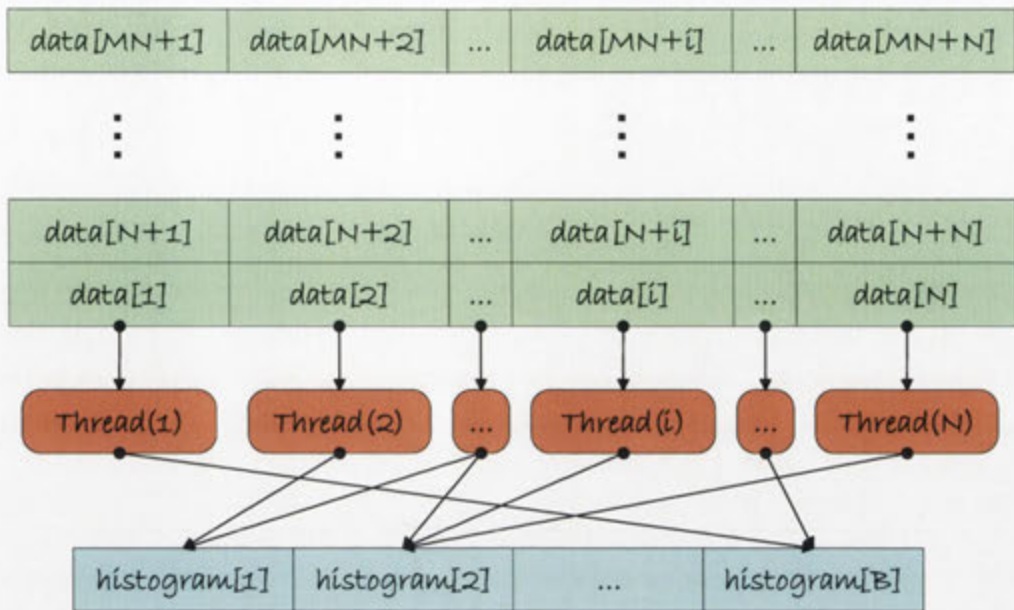 data[MN+1] data[MN+2] ... data[MN+i] ... data[MN+N]
data[N+1] data[N+2] ... data[N+i] ... data[N+N]
data[1] data[2] ... data[i] ... data[N]
Thread(1) Thread(2) ... Thread(i) ... Thread(N)
histogram[1] histogram[2] ... histogram[B]